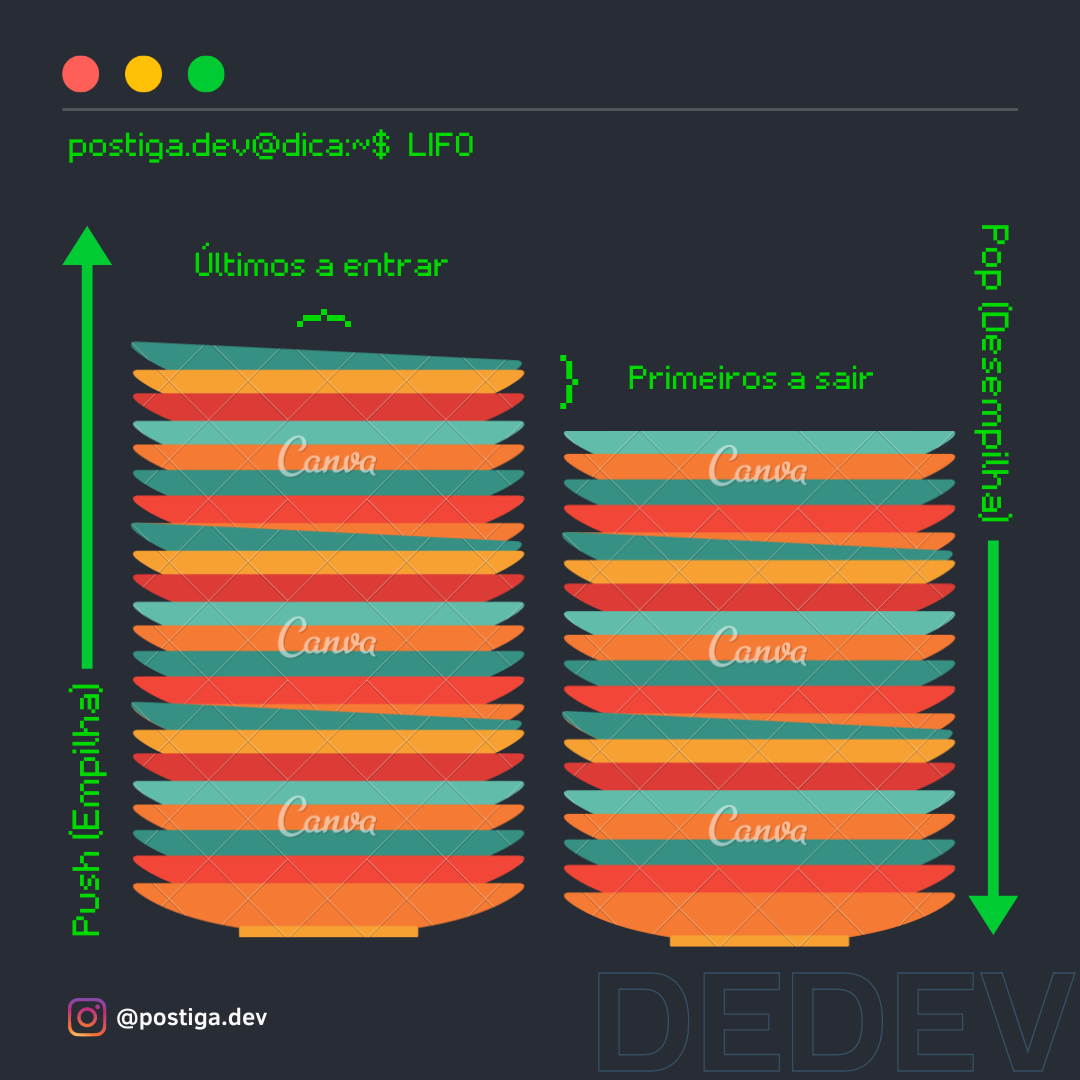 postiga.dev@dica:~$ LIFO
Últimos a entrar
}
} Primeiros a sair
Push (Empilha)
Pop (Desempilha)
Canva
Canva
Canva
Canva
Canva
Canva
@postiga.dev
DEDEV